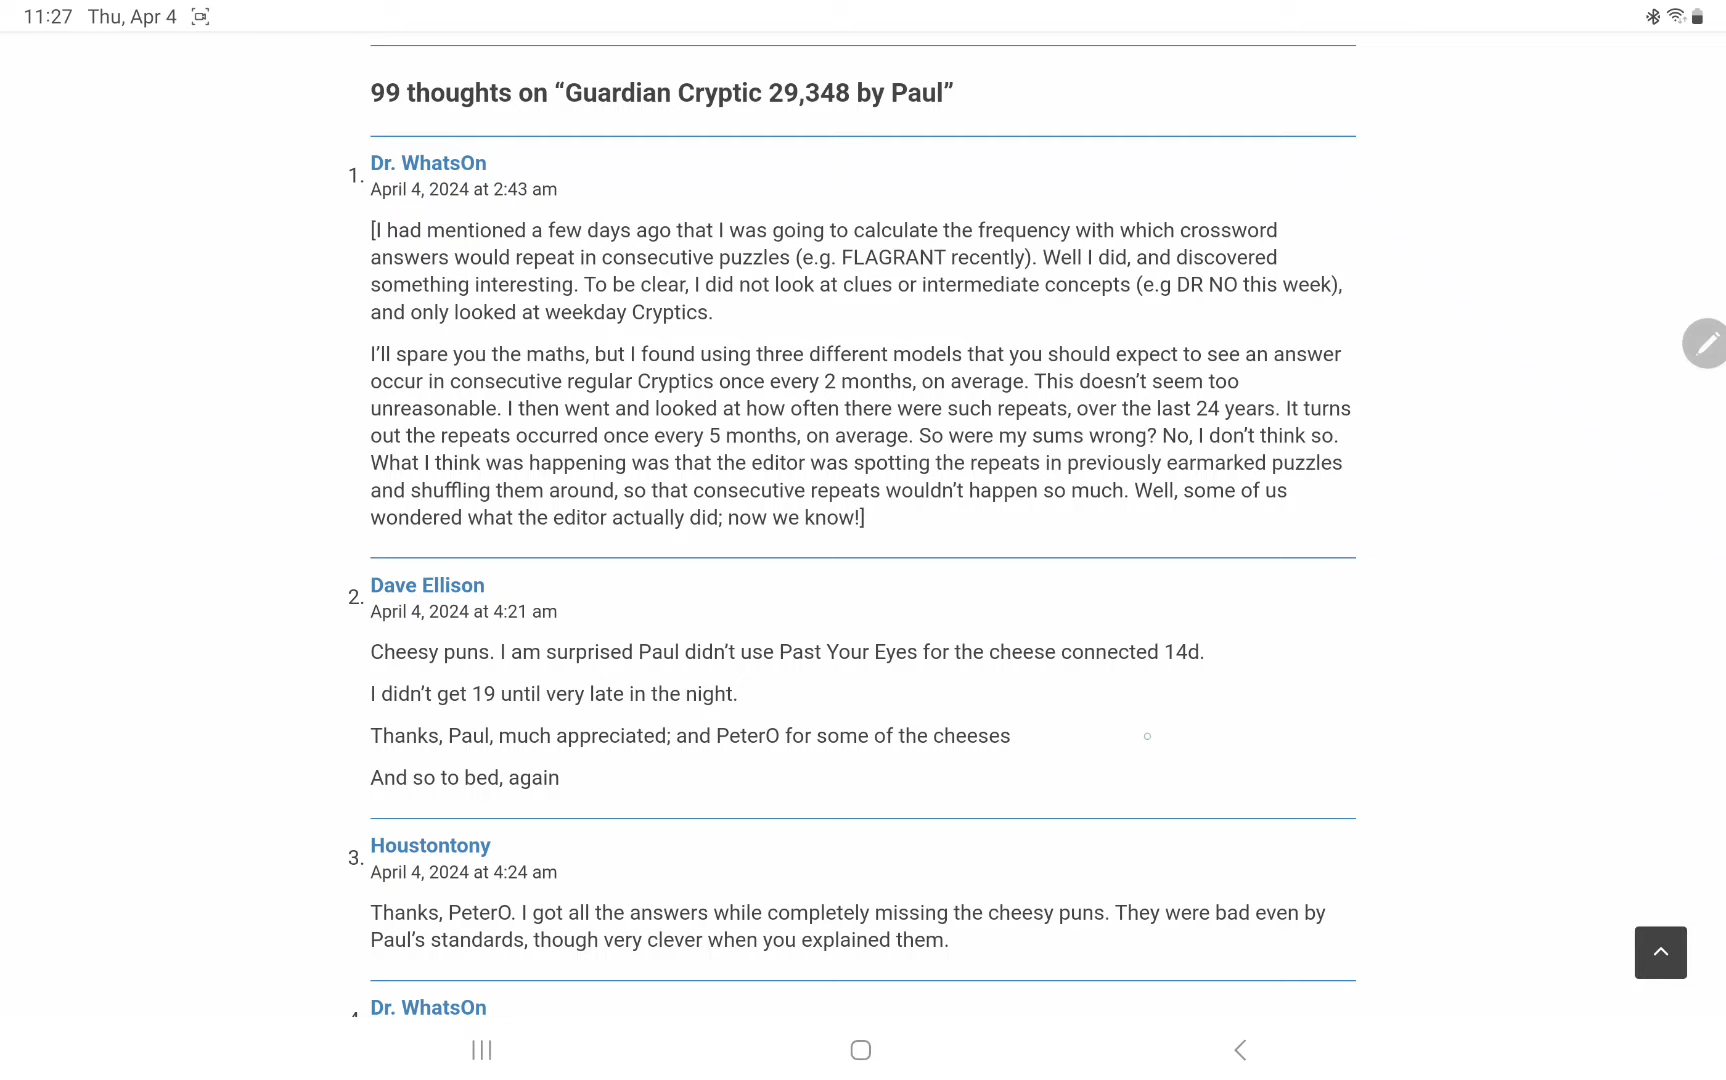 11:27 Thu, Apr 4
99 thoughts on “Guardian Cryptic 29,348 by Paul”
1. Dr. WhatsOn
April 4, 2024 at 2:43 am
[I had mentioned a few days ago that I was going to calculate the frequency with which crossword
answers would repeat in consecutive puzzles (e.g. FLAGRANT recently). Well I did, and discovered
something interesting. To be clear, I did not look at clues or intermediate concepts (e.g DR NO this week),
and only looked at weekday Cryptics.
I’ll spare you the maths, but I found using three different models that you should expect to see an answer
occur in consecutive regular Cryptics once every 2 months, on average. This doesn’t seem too
unreasonable. I then went and looked at how often there were such repeats, over the last 24 years. It turns
out the repeats occurred once every 5 months, on average. So were my sums wrong? No, I don’t think so.
What I think was happening was that the editor was spotting the repeats in previously earmarked puzzles
and shuffling them around, so that consecutive repeats wouldn’t happen so much. Well, some of us
wondered what the editor actually did; now we know!]
2. Dave Ellison
April 4, 2024 at 4:21 am
Cheesy puns. I am surprised Paul didn’t use Past Your Eyes for the cheese connected 14d.
I didn’t get 19 until very late in the night.
Thanks, Paul, much appreciated; and PeterO for some of the cheeses
And so to bed, again
3. Houstontony
April 4, 2024 at 4:24 am
Thanks, PeterO. I got all the answers while completely missing the cheesy puns. They were bad even by
Paul’s standards, though very clever when you explained them.
Dr. WhatsOn